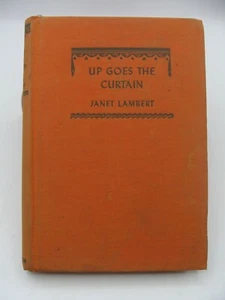 UP GOES THE
CURTAIN
JANET LAMBERT